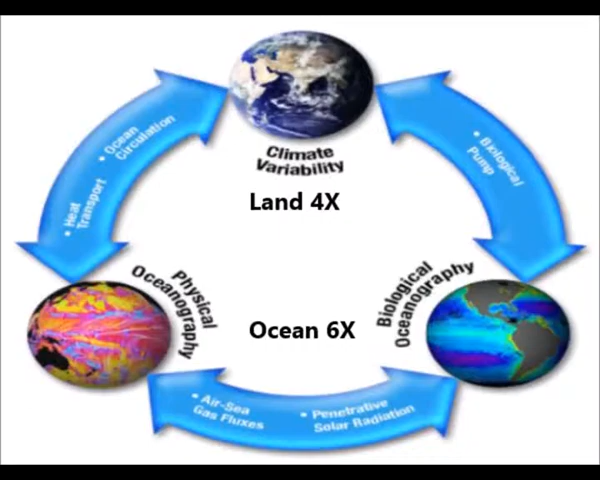 Climate
Variability
Land 4X
• Ocean
Circulation
• Heat
Transport
• Biological
Pump
Physical
Oceanography
Biological
Oceanography
Ocean 6X
• Air-Sea
Gas Fluxes
• Penetrative
Solar Radiation